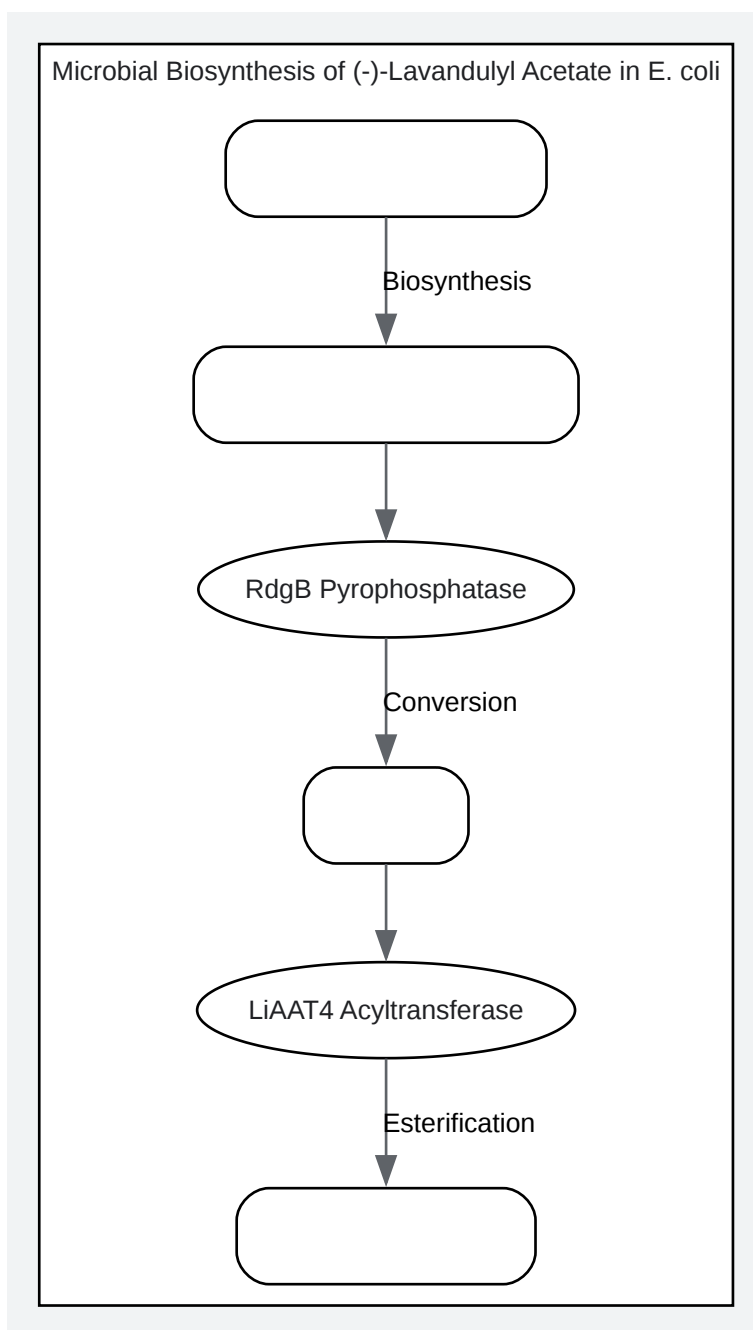 Microbial Biosynthesis of (-)-Lavandulyl Acetate in E. coli
Biosynthesis
RdgB Pyrophosphatase
Conversion
LiAAT4 Acyltransferase
Esterification